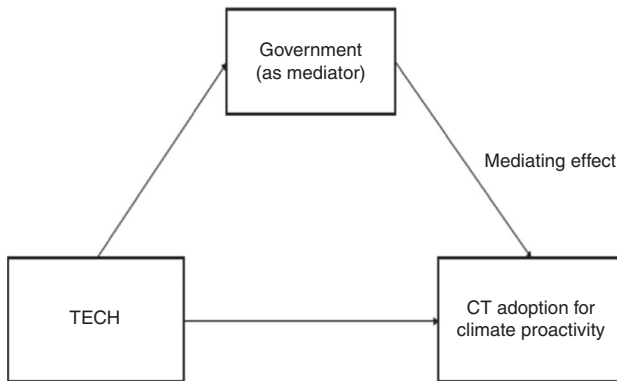 Government
(as mediator)
Mediating effect
TECH
CT adoption for
climate proactivity